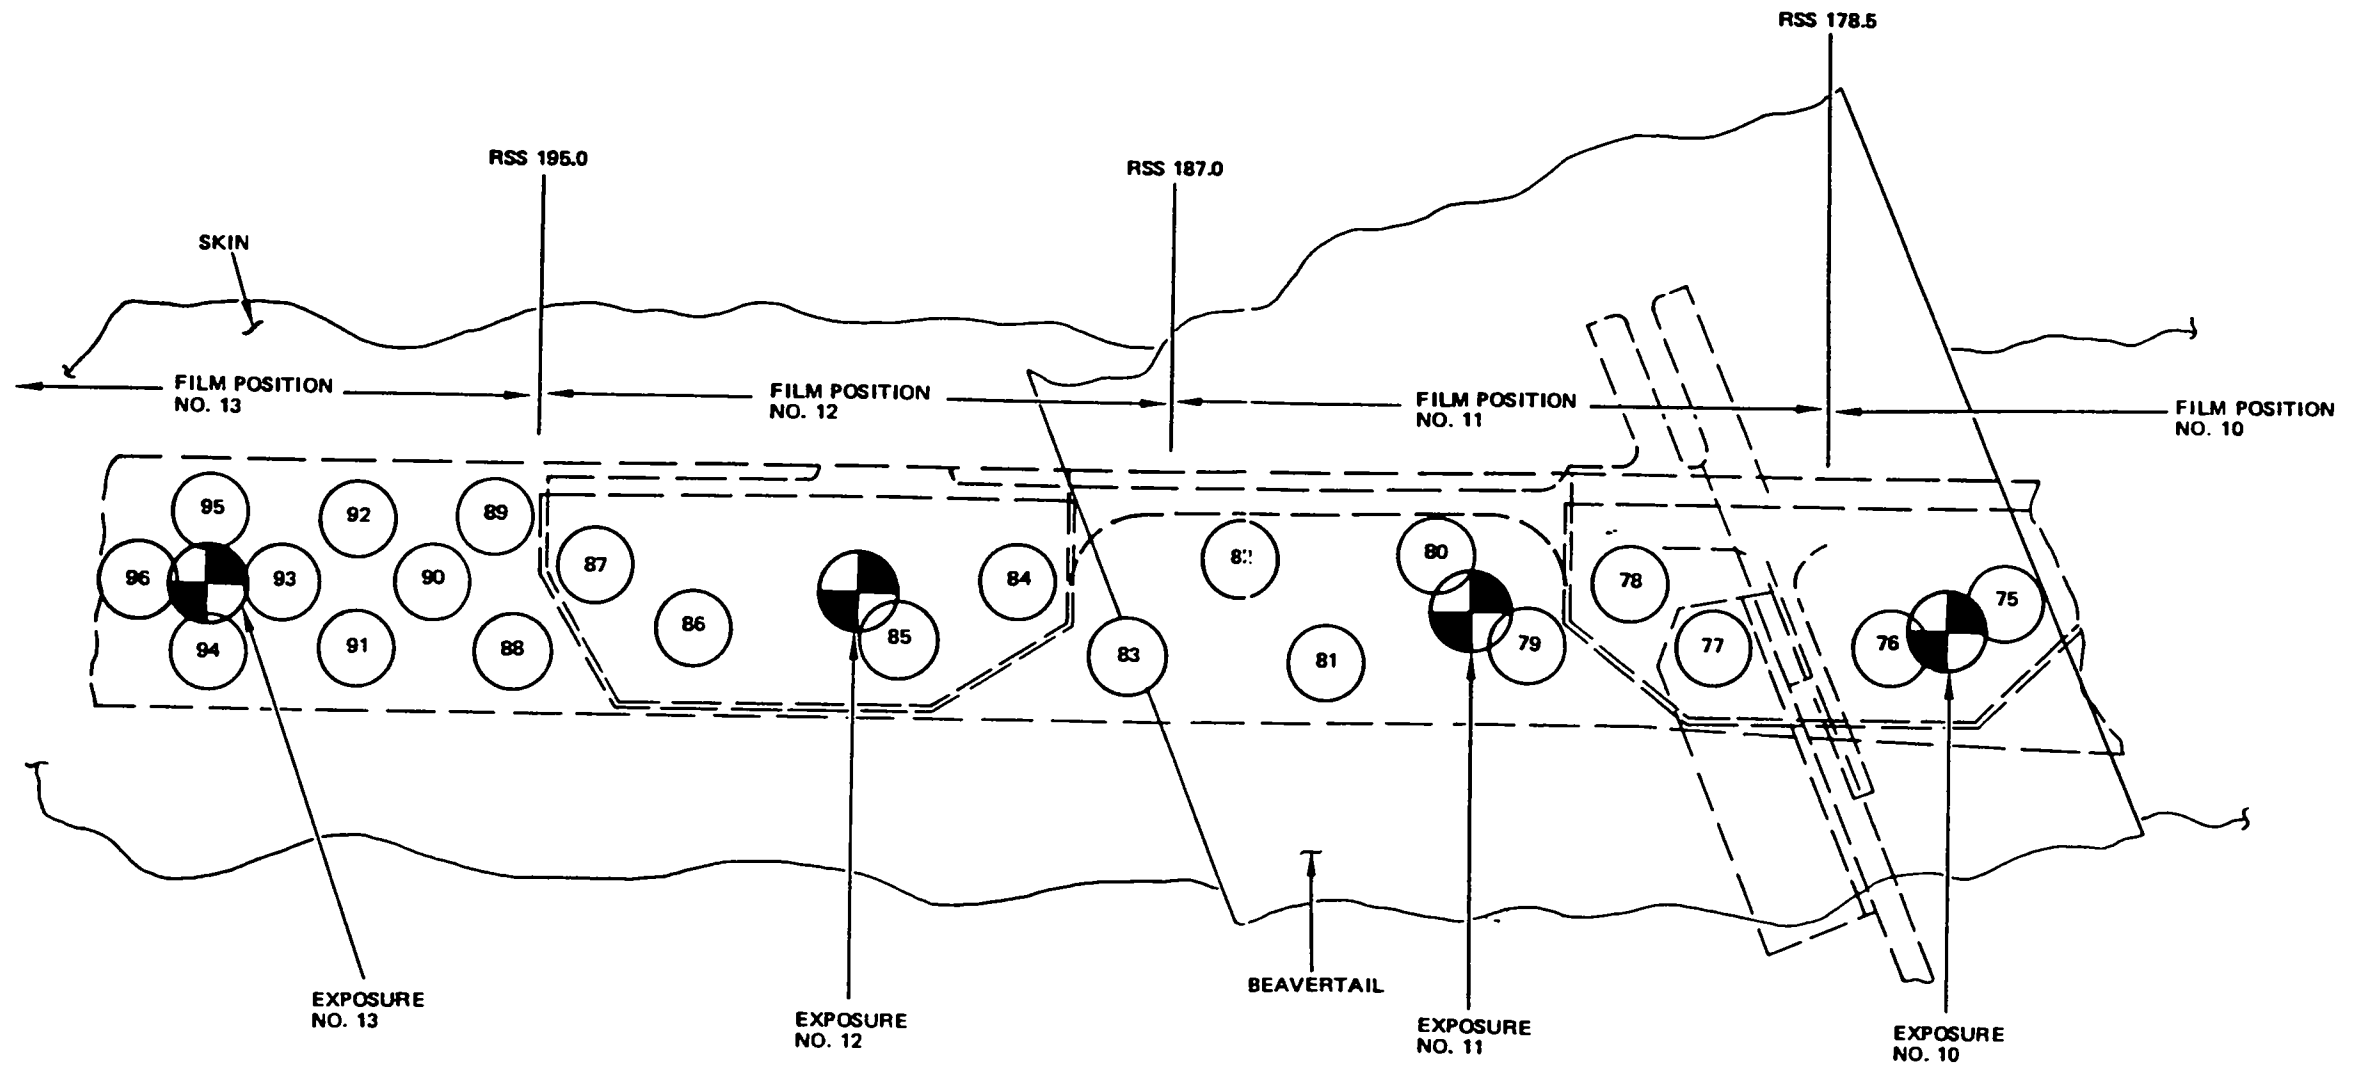 RSS 178.5
RSS 195.0
RSS 187.0
SKIN
FILM POSITION
NO. 13
FILM POSITION
NO. 12
FILM POSITION
NO. 11
FILM POSITION
NO. 10
95
92
89
96
93
90
94
91
88
87
86
85
84
83
82
81
80
79
78
77
76
75
BEAVERTAIL
EXPOSURE
NO. 13
EXPOSURE
NO. 12
EXPOSURE
NO. 11
EXPOSURE
NO. 10